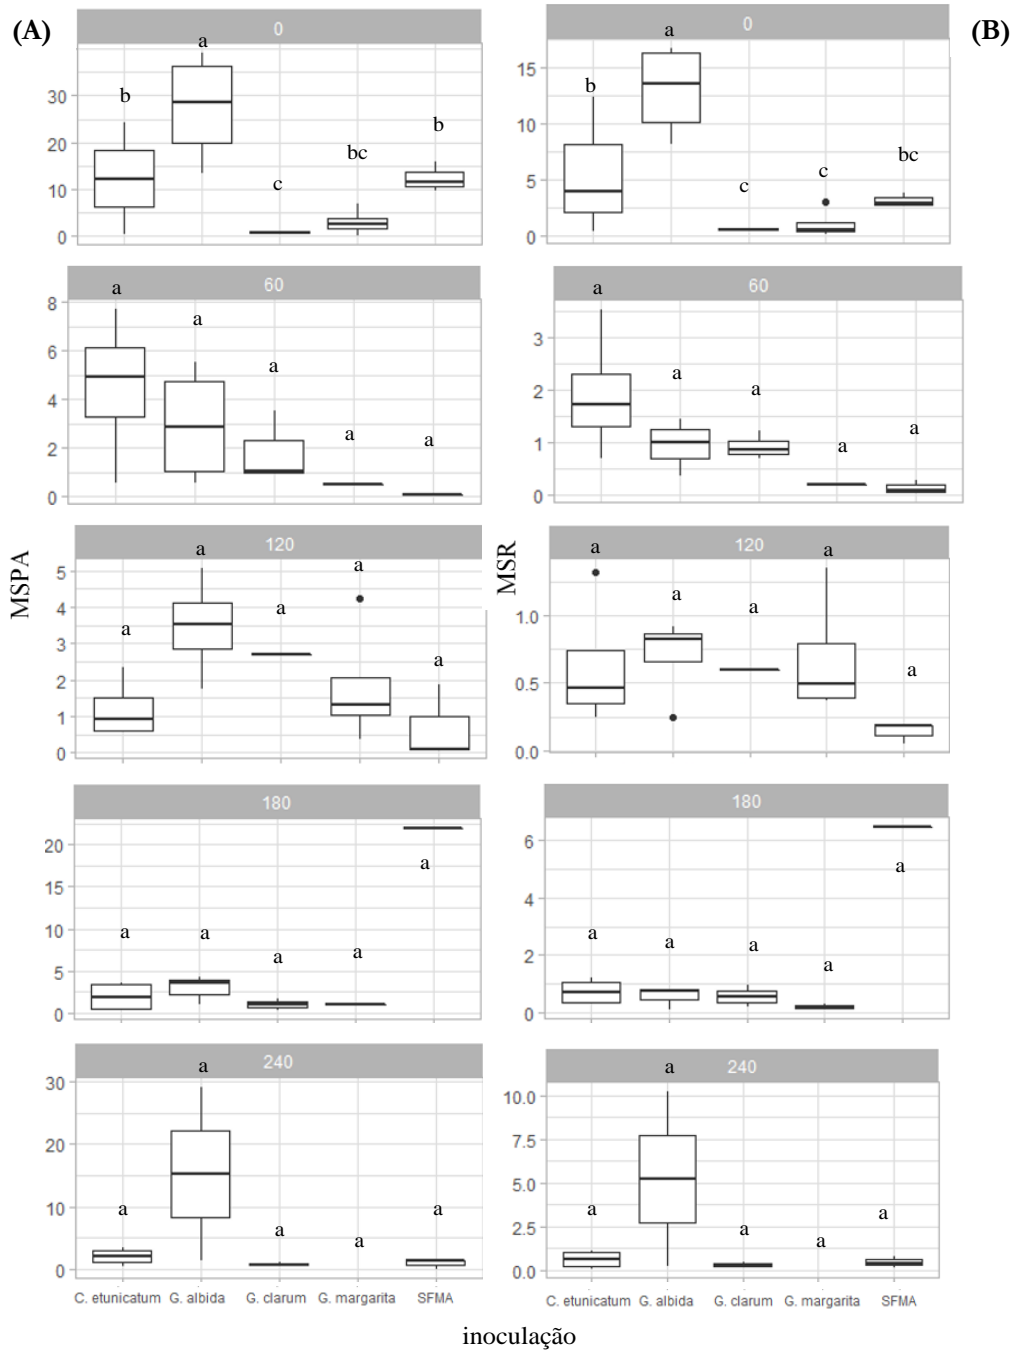 (A)
(B)
0
a
b
b
bc
c
30
20
10
0
0
a
b
bc
c
c
15
10
5
0
60
a
a
a
a
a
8
6
4
2
0
60
a
a
a
a
a
3
2
1
0
MSPA
120
a
a
a
a
a
5
4
3
2
1
0
MSR
120
a
a
a
a
a
1.0
0.5
0.0
180
a
a
a
a
a
20
15
10
5
0
180
a
a
a
a
a
6
4
2
0
240
a
a
a
a
a
30
20
10
0
C. etunicatum G. albida G. clarum G. margarita SFMA
240
a
a
a
a
a
10.0
7.5
5.0
2.5
0.0
C. etunicatum G. albida G. clarum G. margarita SFMA
inoculação